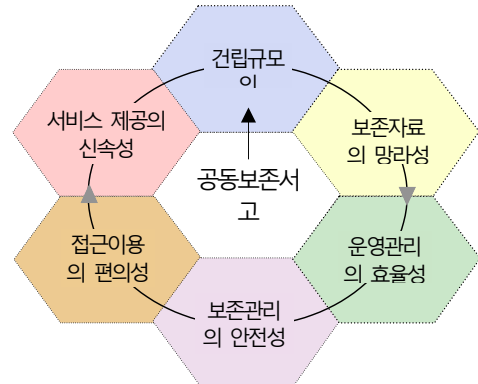 건립규모
이
서비스 제공의
신속성
보존자료
의 망라성
공동보존서
고
접근이용
의 편의성
운영관리
의 효율성
보존관리
의 안전성